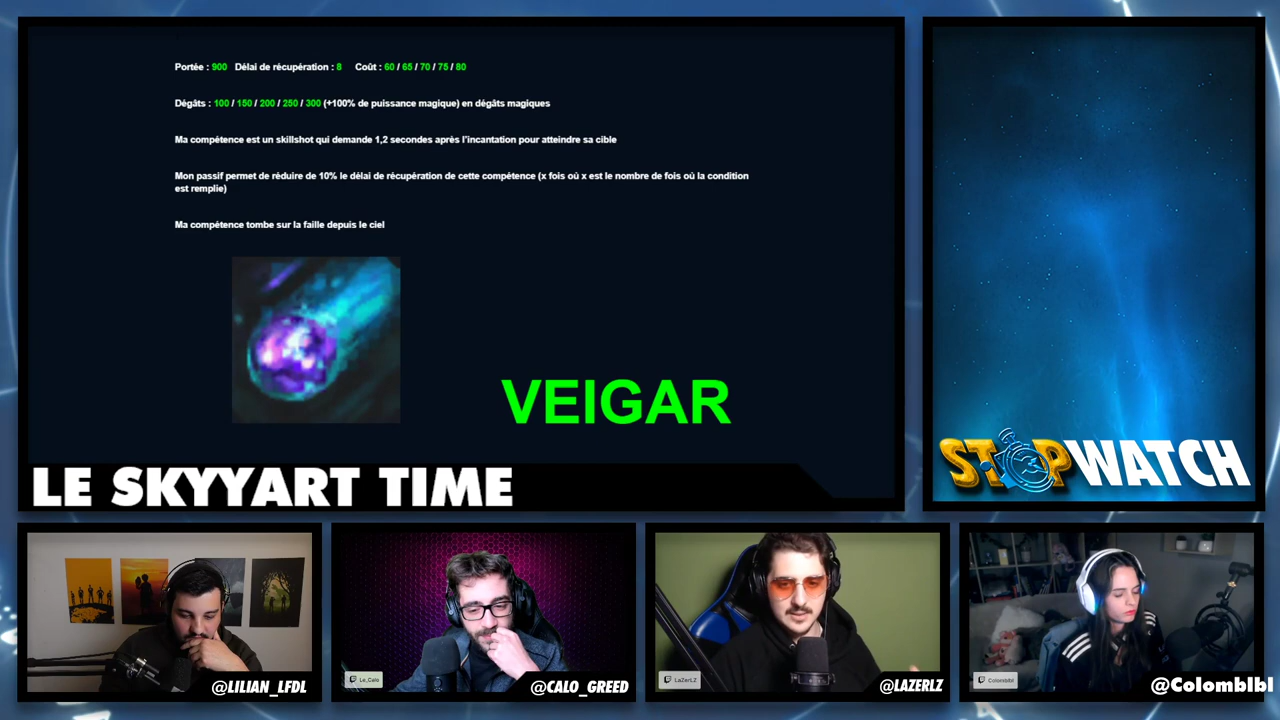 Portée : 900 Délai de récupération : 8 Coût : 60 / 65 / 70 / 75 / 80
Dégâts : 100 / 150 / 200 / 250 / 300 (+100% de puissance magique) en dégâts magiques
Ma compétence est un skillshot qui demande 1,2 secondes après l'incantation pour atteindre sa cible
Mon passif permet de réduire de 10% le délai de récupération de cette compétence (x fois où x est le nombre de fois où la condition
est remplie)
Ma compétence tombe sur la faille depuis le ciel
VEIGAR
LE SKYYART TIME
STOPWATCH
@LILIAN_LFDL
Le_Calo
@CALO_GREED
LaZerLZ
@LAZERLZ
Colomblbl
@Colomblbl